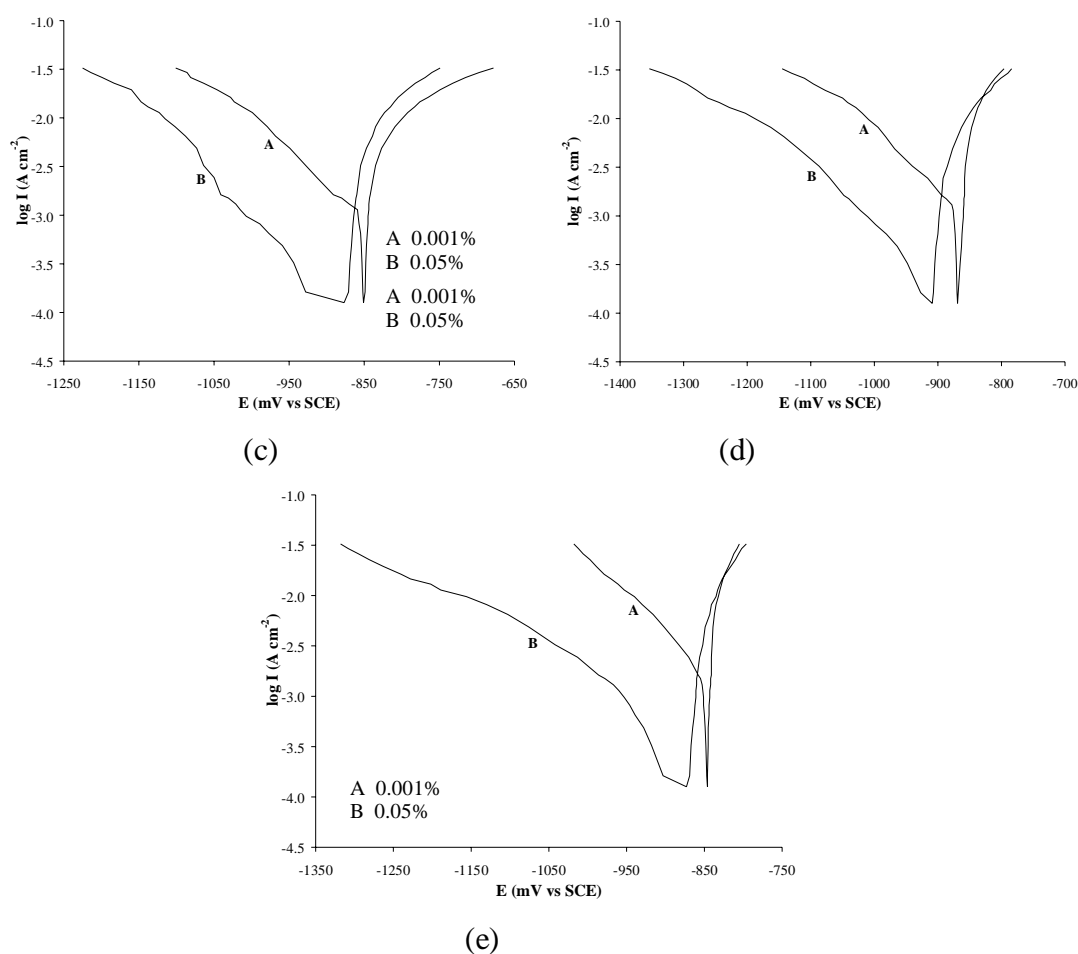 -1.0
-1.5
-2.0
-2.5
-3.0
-3.5
-4.0
-4.5
log I (A cm-2)
A
B
A 0.001%
B 0.05%
A 0.001%
B 0.05%
-1250 -1150 -1050 -950 -850 -750 -650
E (mV vs SCE)
(c)
-1.0
-1.5
-2.0
-2.5
-3.0
-3.5
-4.0
-4.5
log I (A cm-2)
A
B
-1400 -1300 -1200 -1100 -1000 -900 -800 -700
E (mV vs SCE)
(d)
-1.0
-1.5
-2.0
-2.5
-3.0
-3.5
-4.0
-4.5
log I (A cm-2)
A
B
A 0.001%
B 0.05%
-1350 -1250 -1150 -1050 -950 -850 -750
E (mV vs SCE)
(e)